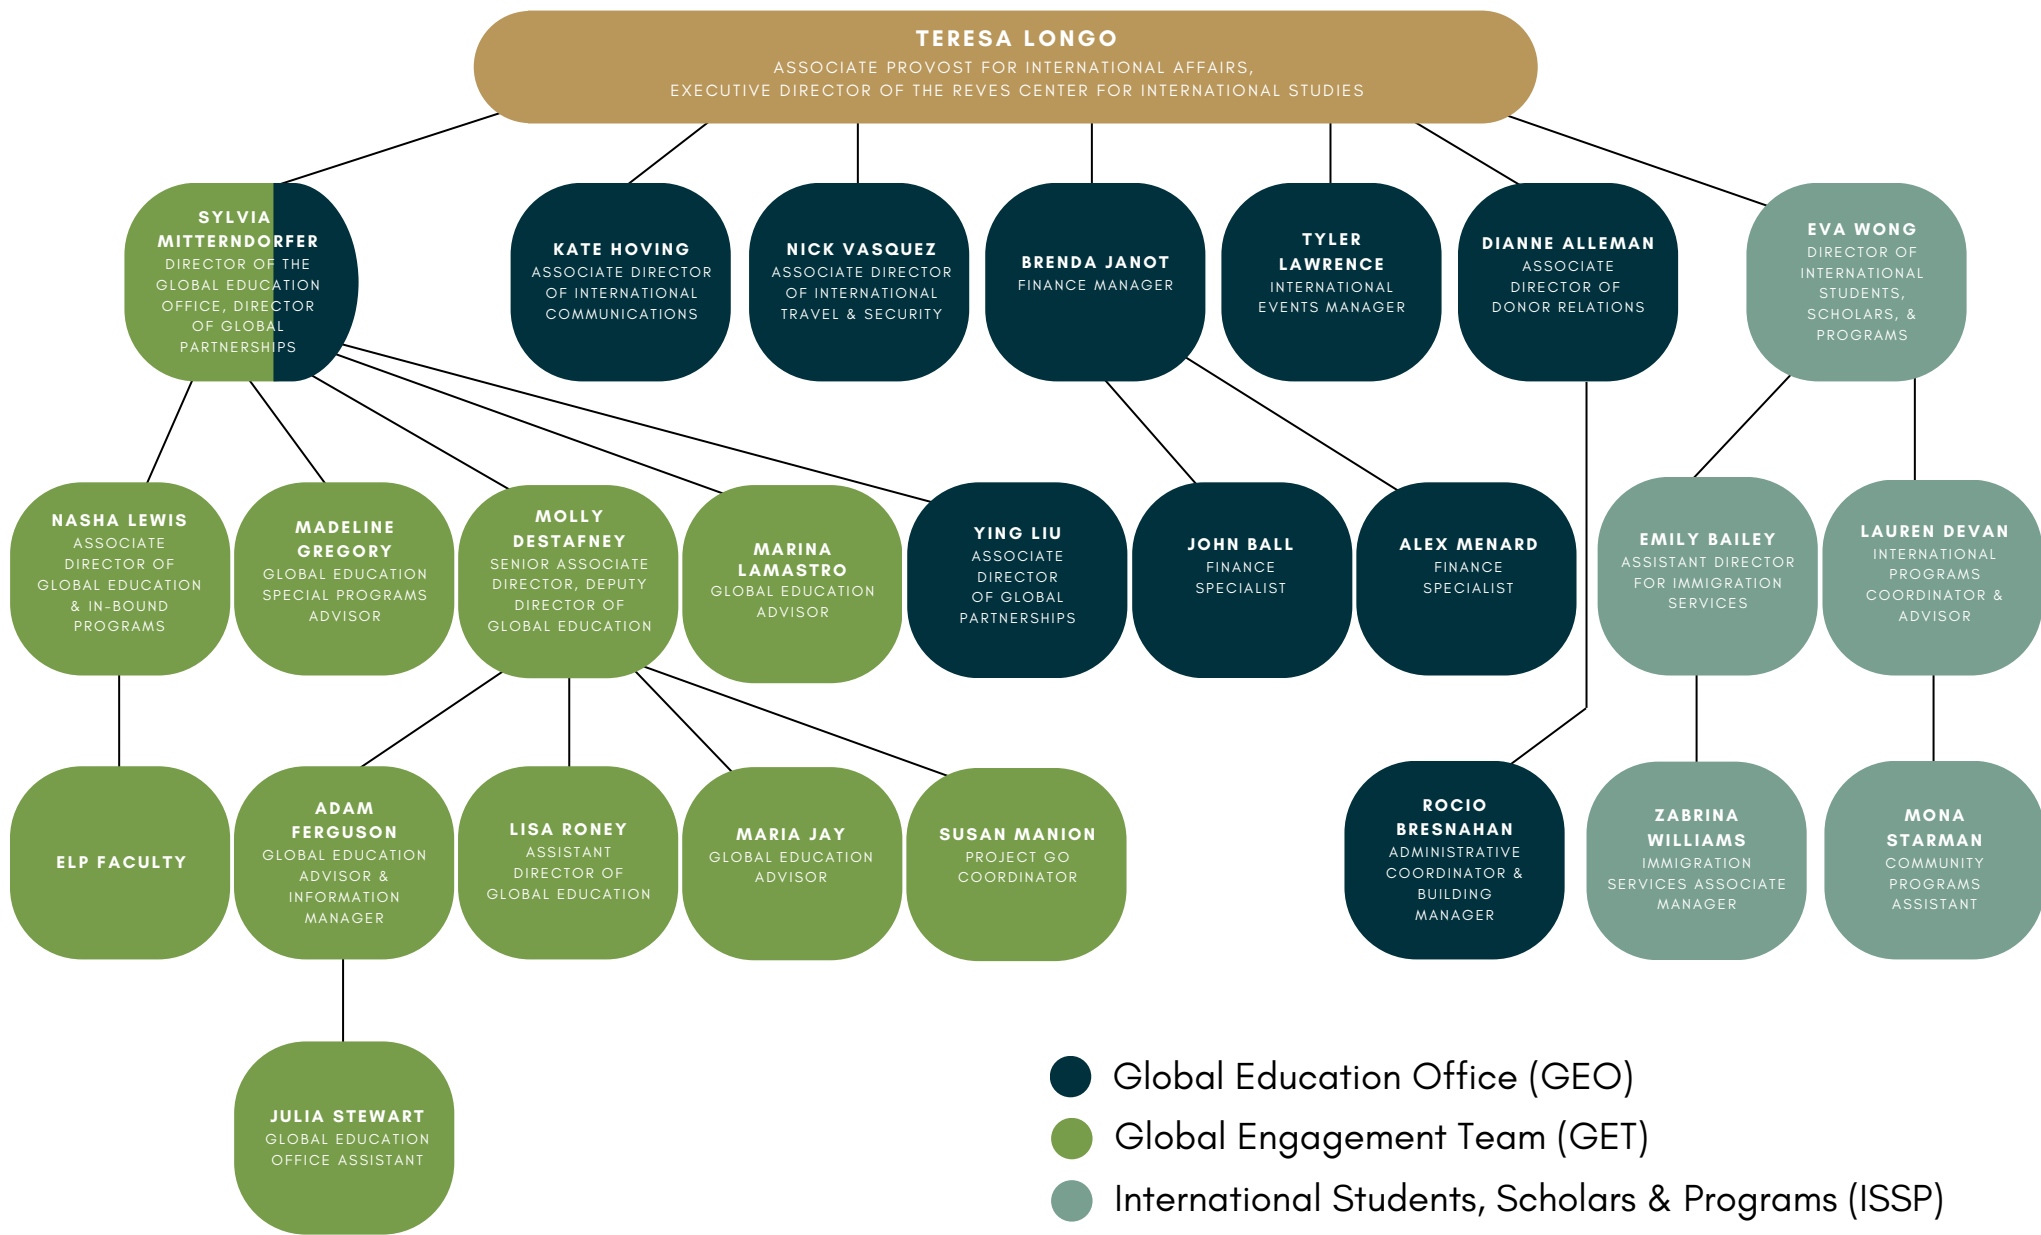 TERESA LONGO
ASSOCIATE PROVOST FOR INTERNATIONAL AFFAIRS,
EXECUTIVE DIRECTOR OF THE REVES CENTER FOR INTERNATIONAL STUDIES
SYLVIA
MITTERNDORFER
DIRECTOR OF THE
GLOBAL EDUCATION
OFFICE, DIRECTOR
OF GLOBAL
PARTNERSHIPS
KATE HOVING
ASSOCIATE DIRECTOR
OF INTERNATIONAL
COMMUNICATIONS
NICK VASQUEZ
ASSOCIATE DIRECTOR
OF INTERNATIONAL
TRAVEL & SECURITY
BRENDA JANOT
FINANCE MANAGER
TYLER
LAWRENCE
INTERNATIONAL
EVENTS MANAGER
DIANNE ALLEMAN
ASSOCIATE
DIRECTOR OF
DONOR RELATIONS
EVA WONG
DIRECTOR OF
INTERNATIONAL
STUDENTS,
SCHOLARS, &
PROGRAMS
NASHA LEWIS
ASSOCIATE
DIRECTOR OF
GLOBAL EDUCATION
& IN-BOUND
PROGRAMS
MADELINE
GREGORY
GLOBAL EDUCATION
SPECIAL PROGRAMS
ADVISOR
MOLLY
DESTAFNEY
SENIOR ASSOCIATE
DIRECTOR, DEPUTY
DIRECTOR OF
GLOBAL EDUCATION
MARINA
LAMASTRO
GLOBAL EDUCATION
ADVISOR
YING LIU
ASSOCIATE
DIRECTOR
OF GLOBAL
PARTNERSHIPS
JOHN BALL
FINANCE
SPECIALIST
ALEX MENARD
FINANCE
SPECIALIST
EMILY BAILEY
ASSISTANT DIRECTOR
FOR IMMIGRATION
SERVICES
LAUREN DEVAN
INTERNATIONAL
PROGRAMS
COORDINATOR &
ADVISOR
ELP FACULTY
ADAM
FERGUSON
GLOBAL EDUCATION
ADVISOR &
INFORMATION
MANAGER
LISA RONEY
ASSISTANT
DIRECTOR OF
GLOBAL EDUCATION
MARIA JAY
GLOBAL EDUCATION
ADVISOR
SUSAN MANION
PROJECT GO
COORDINATOR
ROCIO
BRESNAHAN
ADMINISTRATIVE
COORDINATOR &
BUILDING
MANAGER
ZABRINA
WILLIAMS
IMMIGRATION
SERVICES ASSOCIATE
MANAGER
MONA
STARMAN
COMMUNITY
PROGRAMS
ASSISTANT
JULIA STEWART
GLOBAL EDUCATION
OFFICE ASSISTANT
Global Education Office (GEO)
Global Engagement Team (GET)
International Students, Scholars & Programs (ISSP)